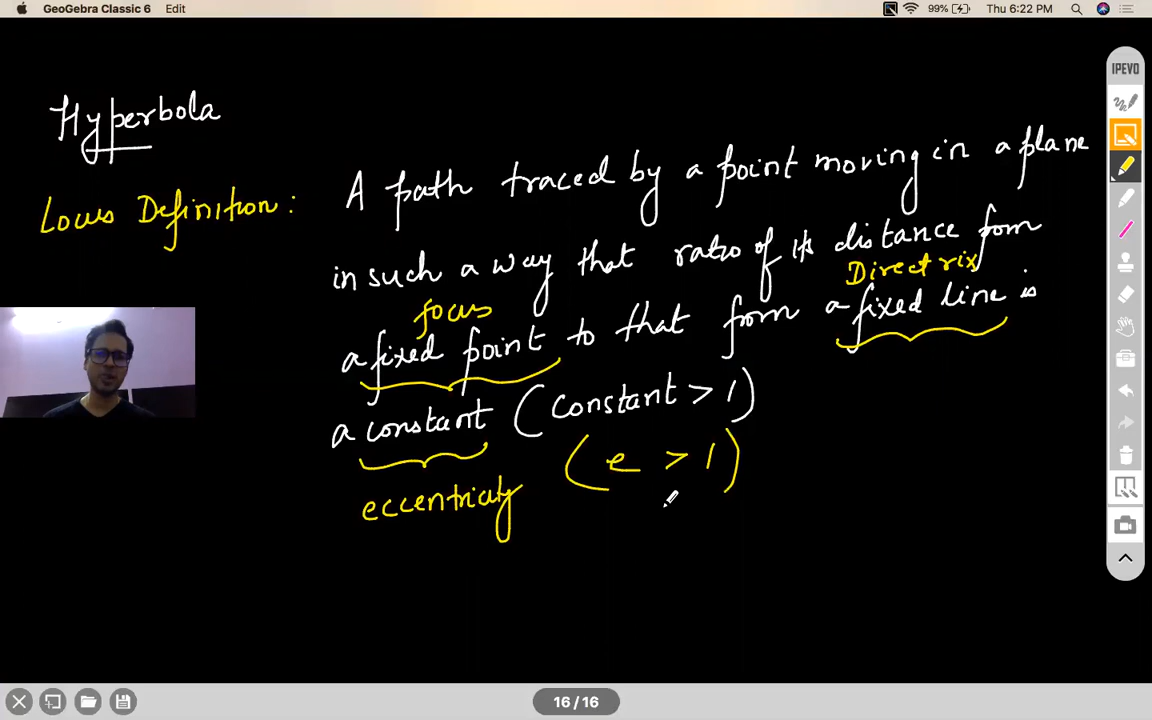 GeoGebra Classic 6 Edit 99% Thu 6:22 PM
IPEVO
Hyperbola
Locus Definition: A path traced by a point moving in a plane
in such a way that ratio of its distance from
focus Directrix
a fixed point to that from a fixed line is
a constant (constant > 1)
eccentricity (e > 1)
16/16